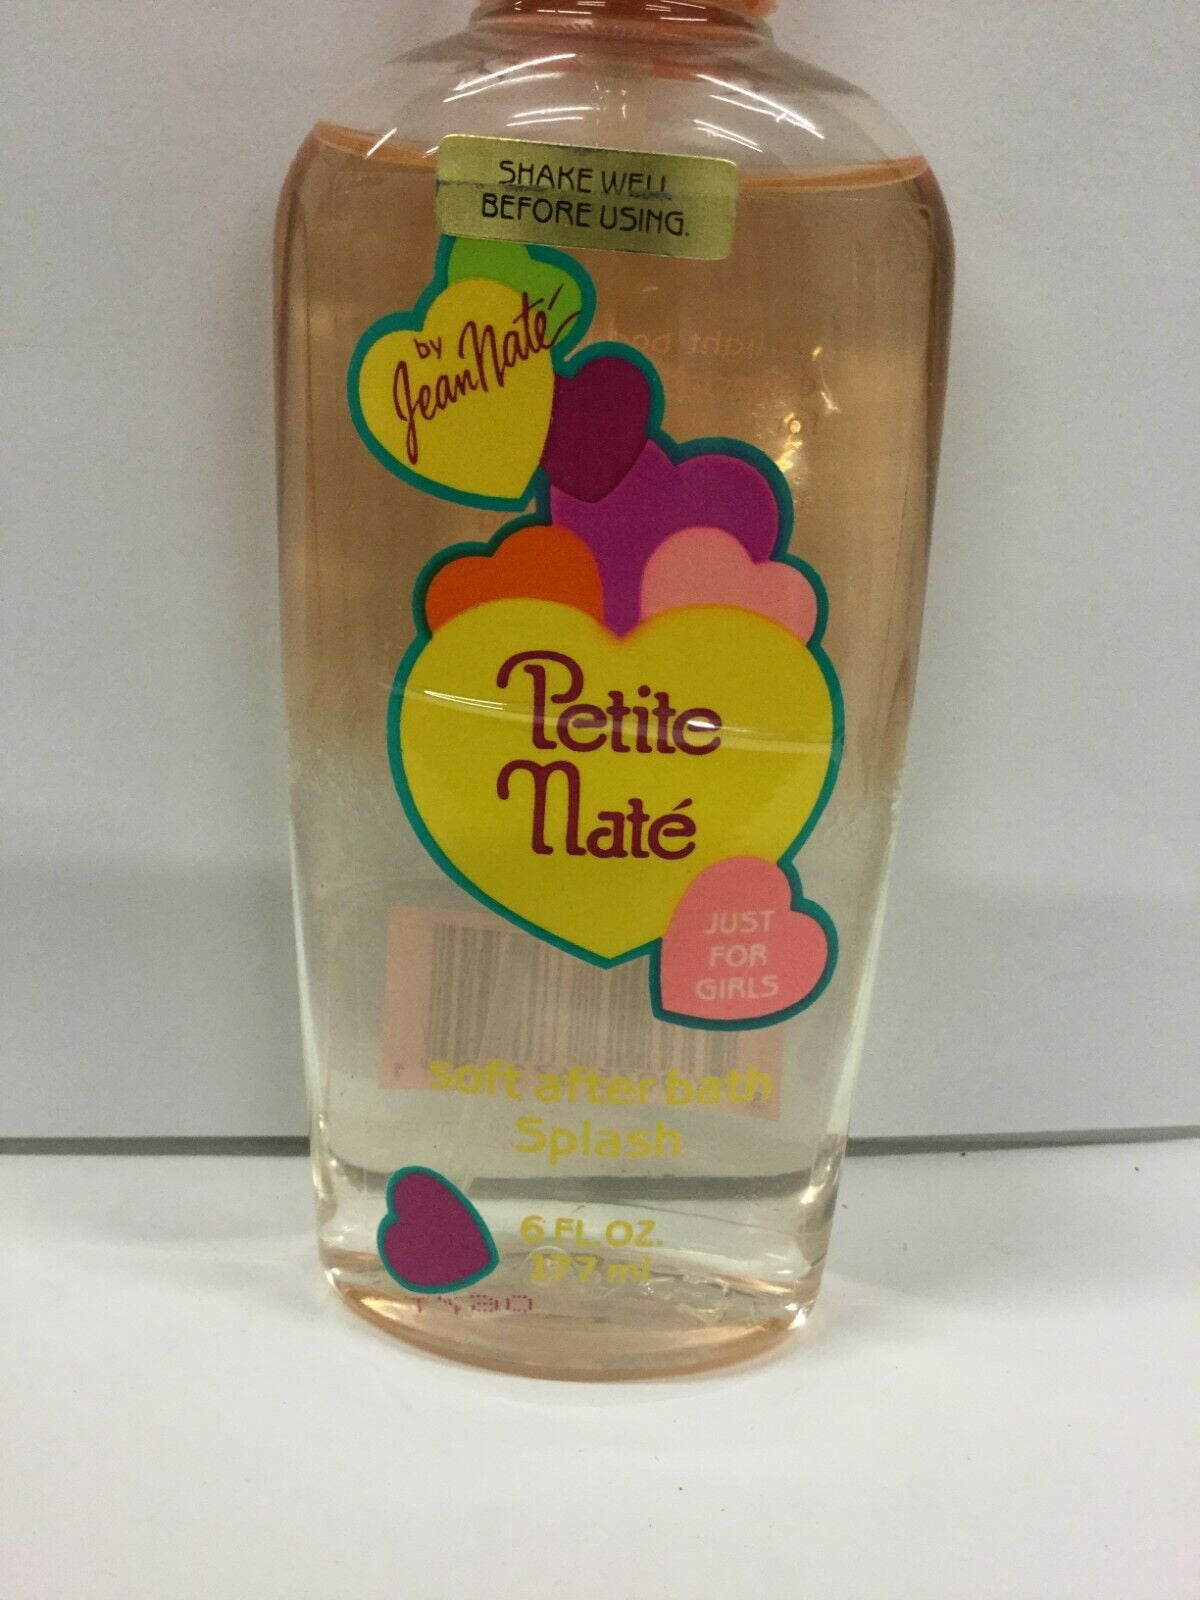 SHAKE WELL
BEFORE USING.
by
Jean Naté
Petite
Naté
JUST
FOR
GIRLS
soft after bath
Splash
6 FL. OZ.
177 ml